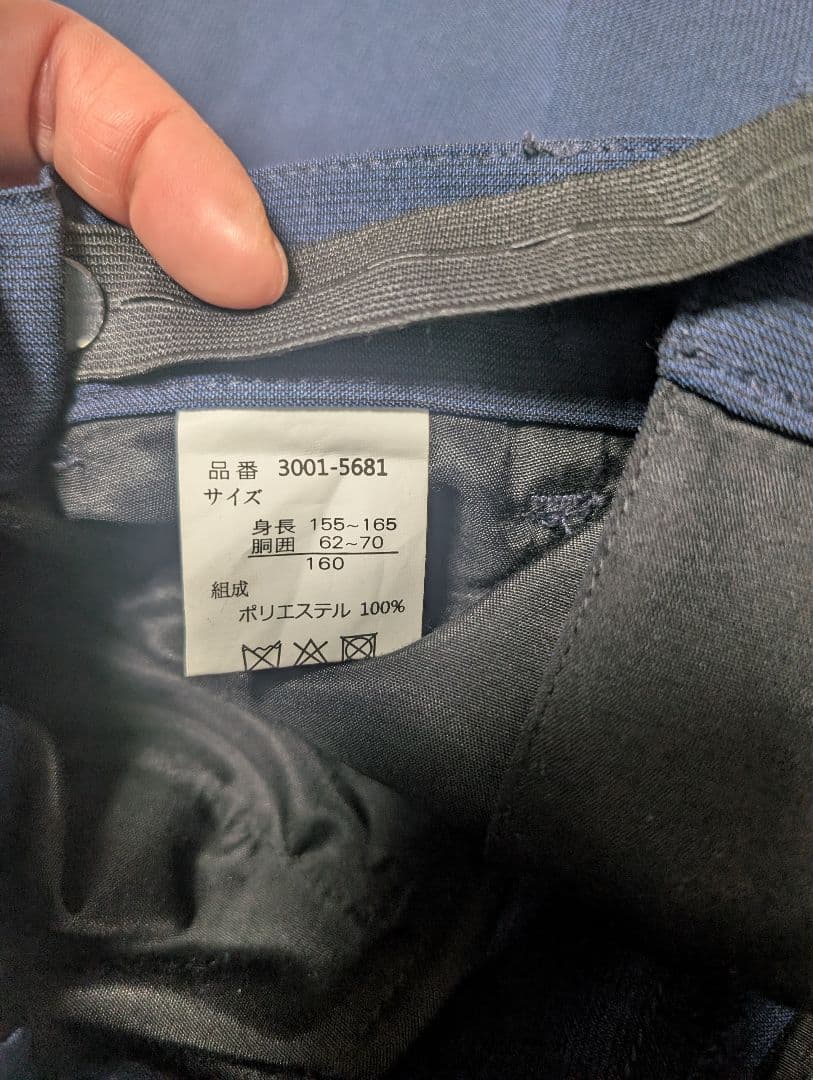 品番 3001-5681
サイズ
身長 155~165
胴囲 62~70
160
組成
ポリエステル 100%